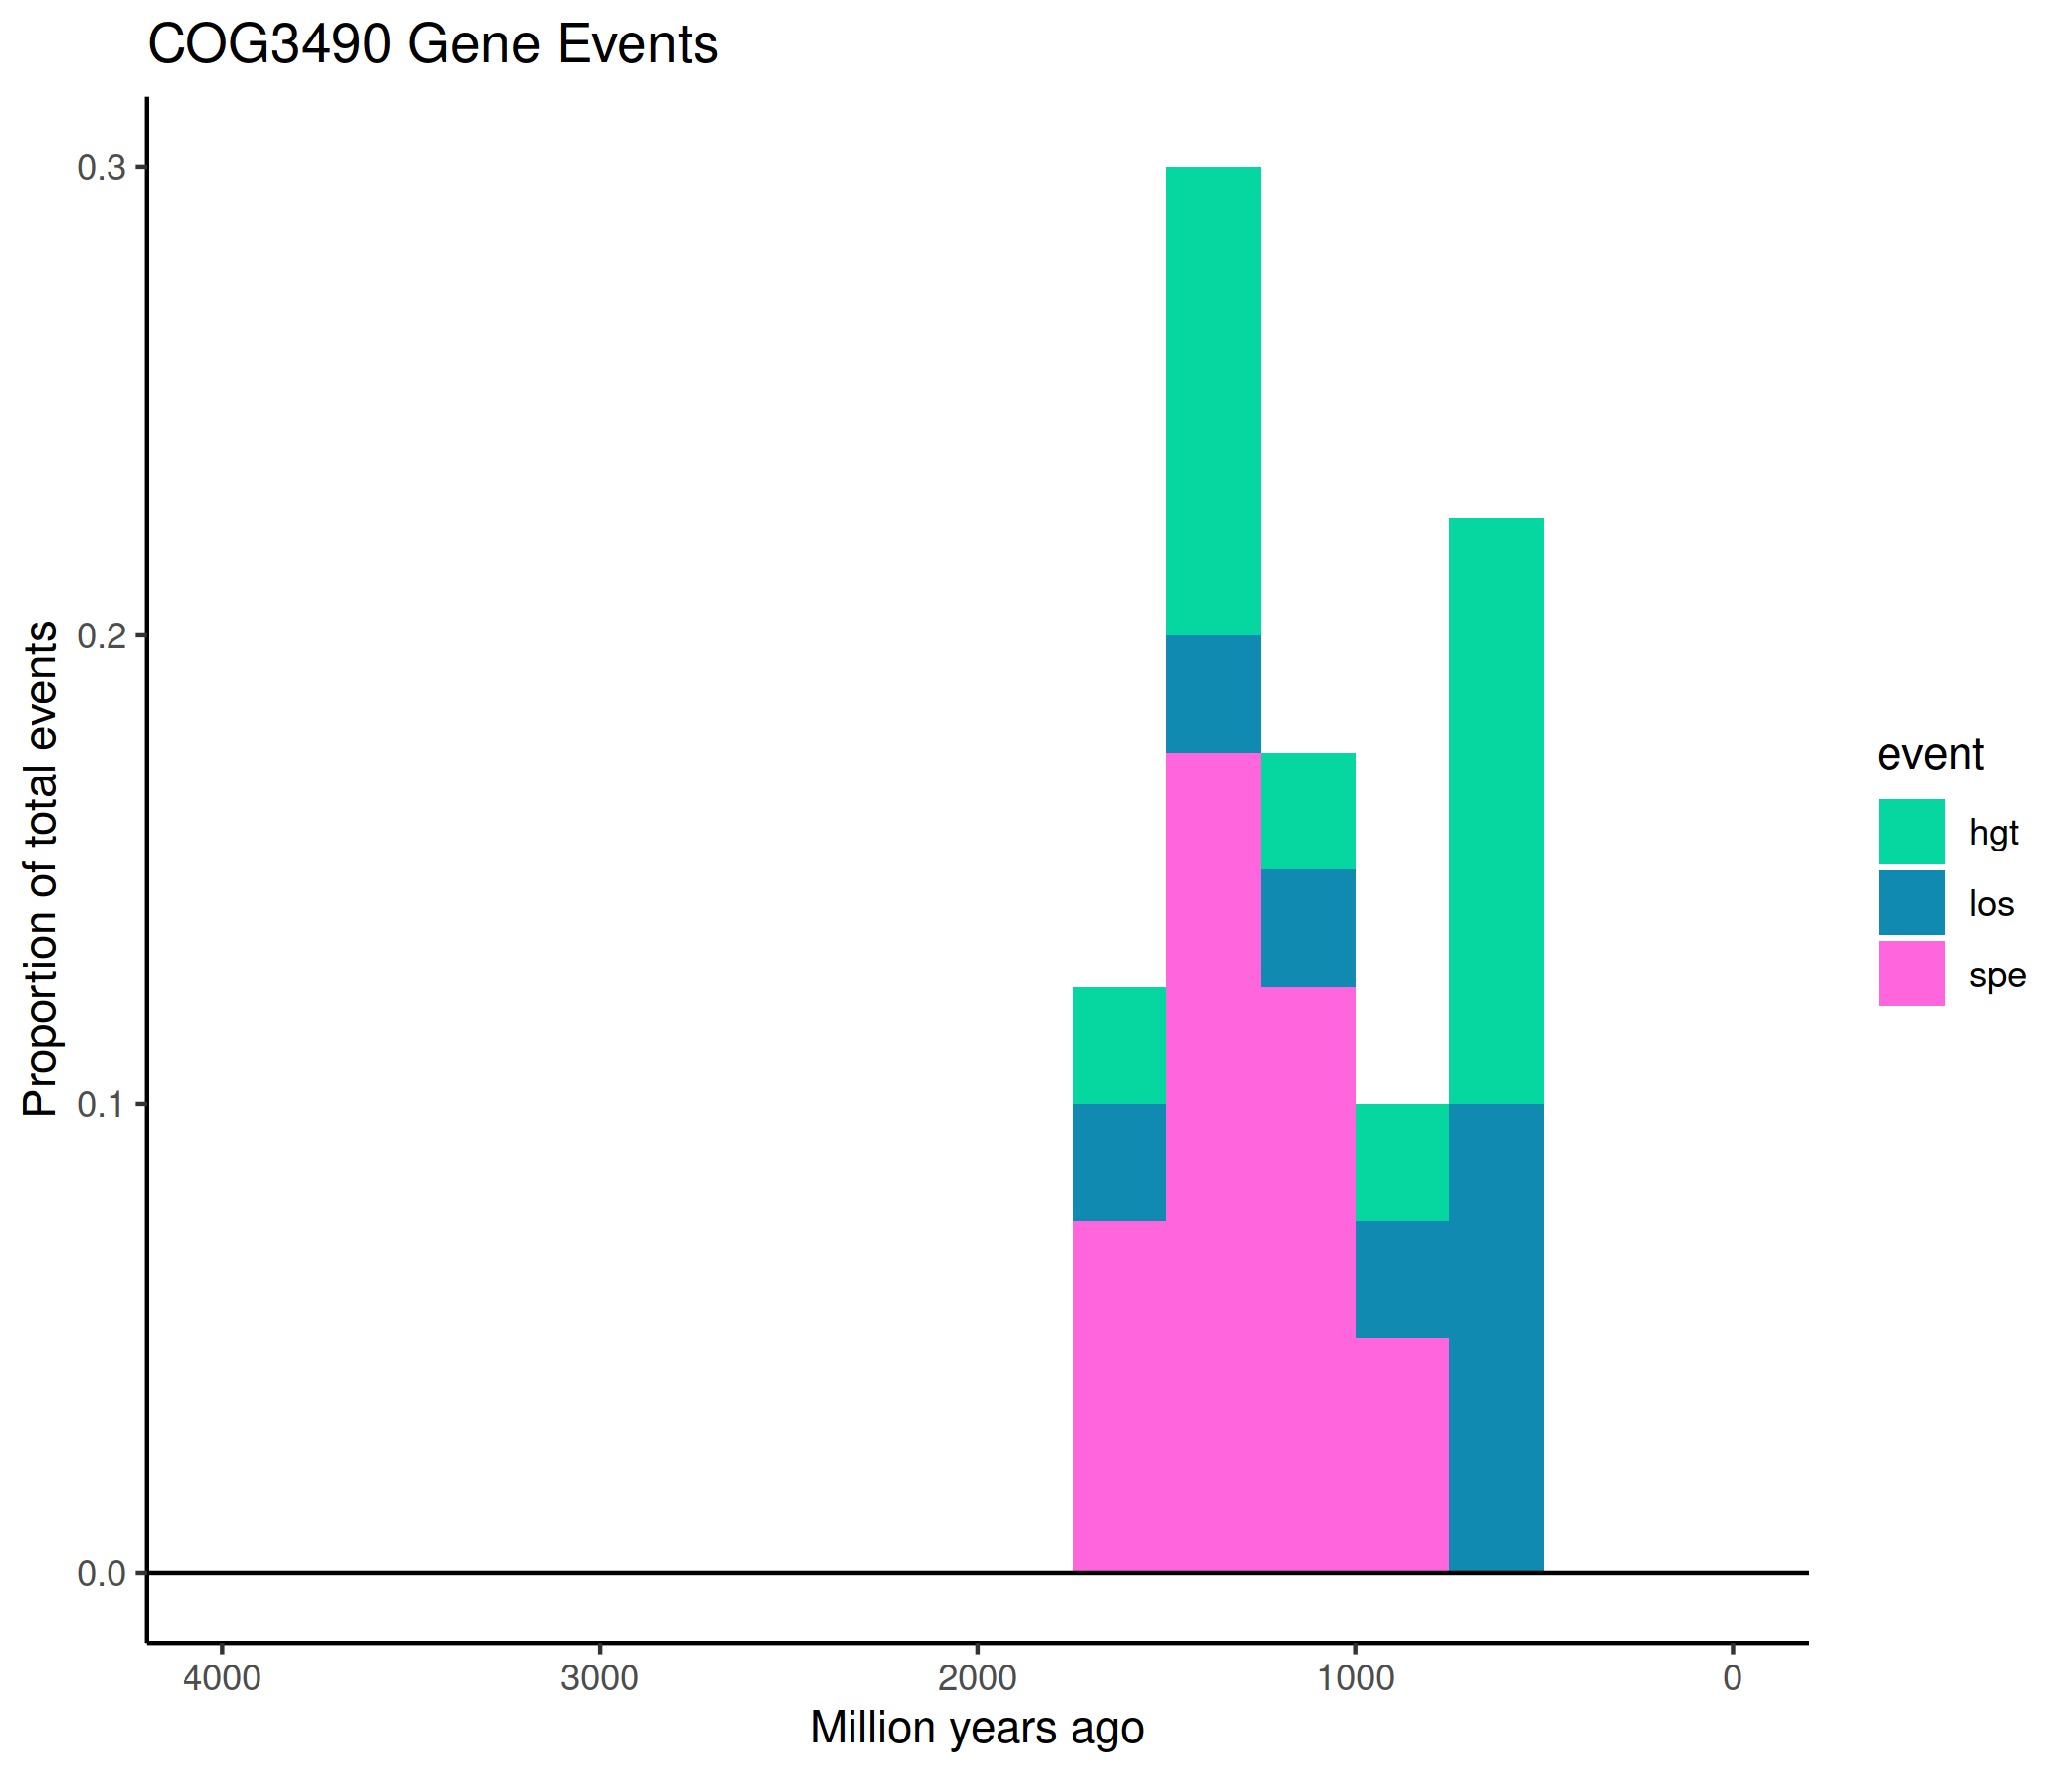 COG3490 Gene Events
Proportion of total events
0.3
0.2
0.1
0.0
4000 3000 2000 1000 0
Million years ago
event
hgt
los
spe